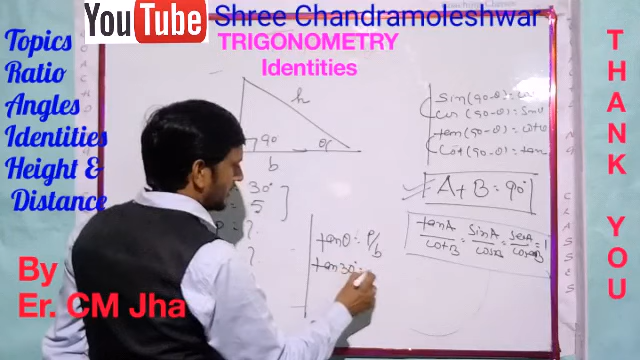 YouTube Shree Chandramoleshwar
TRIGONOMETRY
Identities
Topics
Ratio
Angles
Identities
Height &
Distance
By
Er. CM Jha
THANK YOU
h
90°
θ
b
30°
5
?
?
tanθ = P/b
tan30° =
sin(90-θ) = cos
cos(90-θ) = sinθ
tan(90-θ) = cotθ
cot(90-θ) = tan
A+B = 90°
tanA/cotB = sinA/cosB = secA/cosecB = 1